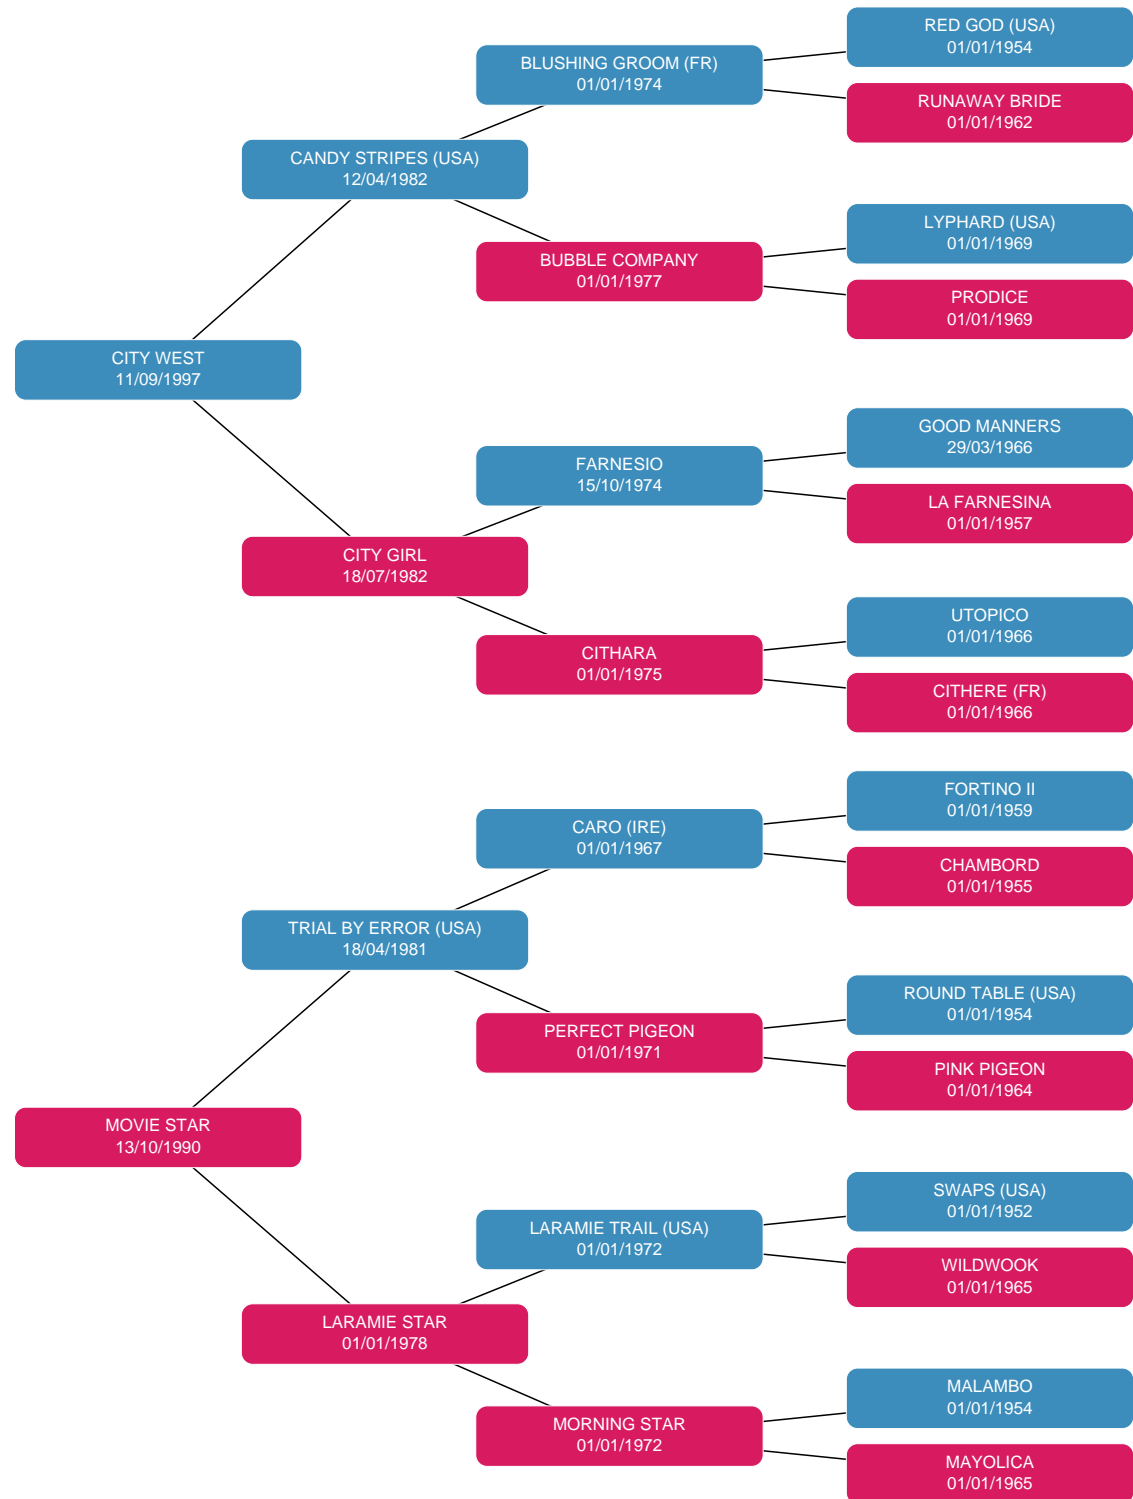 RED GOD (USA)
01/01/1954
BLUSHING GROOM (FR)
01/01/1974
RUNAWAY BRIDE
01/01/1962
CANDY STRIPES (USA)
12/04/1982
LYPHARD (USA)
01/01/1969
BUBBLE COMPANY
01/01/1977
PRODICE
01/01/1969
CITY WEST
11/09/1997
GOOD MANNERS
29/03/1966
FARNESIO
15/10/1974
LA FARNESINA
01/01/1957
CITY GIRL
18/07/1982
UTOPICO
01/01/1966
CITHARA
01/01/1975
CITHERE (FR)
01/01/1966
FORTINO II
01/01/1959
CARO (IRE)
01/01/1967
CHAMBORD
01/01/1955
TRIAL BY ERROR (USA)
18/04/1981
ROUND TABLE (USA)
01/01/1954
PERFECT PIGEON
01/01/1971
PINK PIGEON
01/01/1964
MOVIE STAR
13/10/1990
SWAPS (USA)
01/01/1952
LARAMIE TRAIL (USA)
01/01/1972
WILDWOOK
01/01/1965
LARAMIE STAR
01/01/1978
MALAMBO
01/01/1954
MORNING STAR
01/01/1972
MAYOLICA
01/01/1965